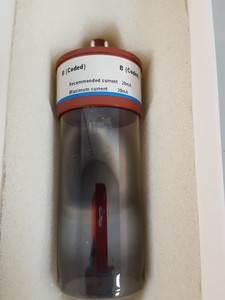 B (Coded) B (Coded)
Recommended current : 20mA
Maximum current : 20mA